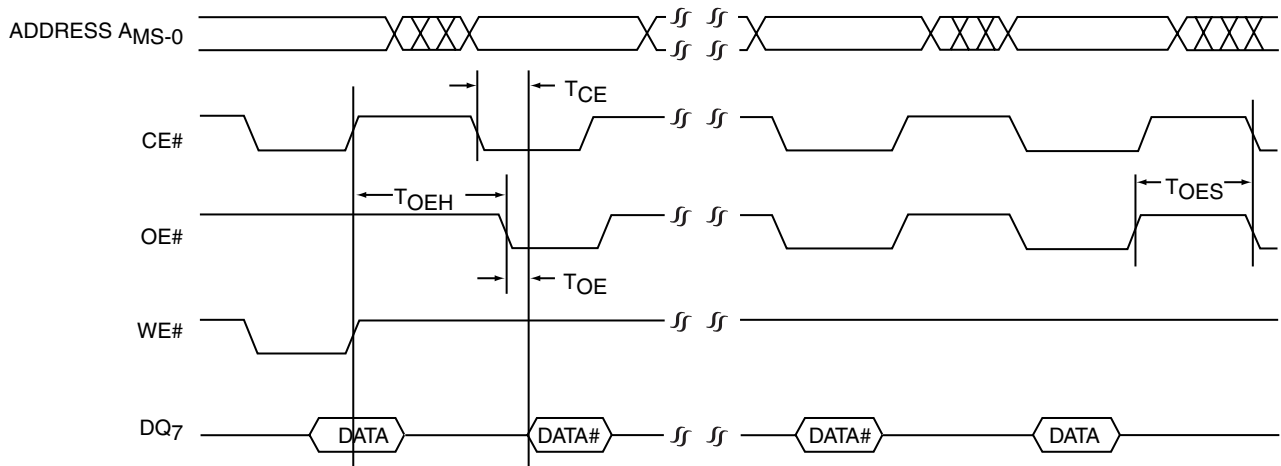 ADDRESS AMS-0
TCE
CE#
TOEH
TOES
OE#
TOE
WE#
DQ7
DATA
DATA#
DATA#
DATA